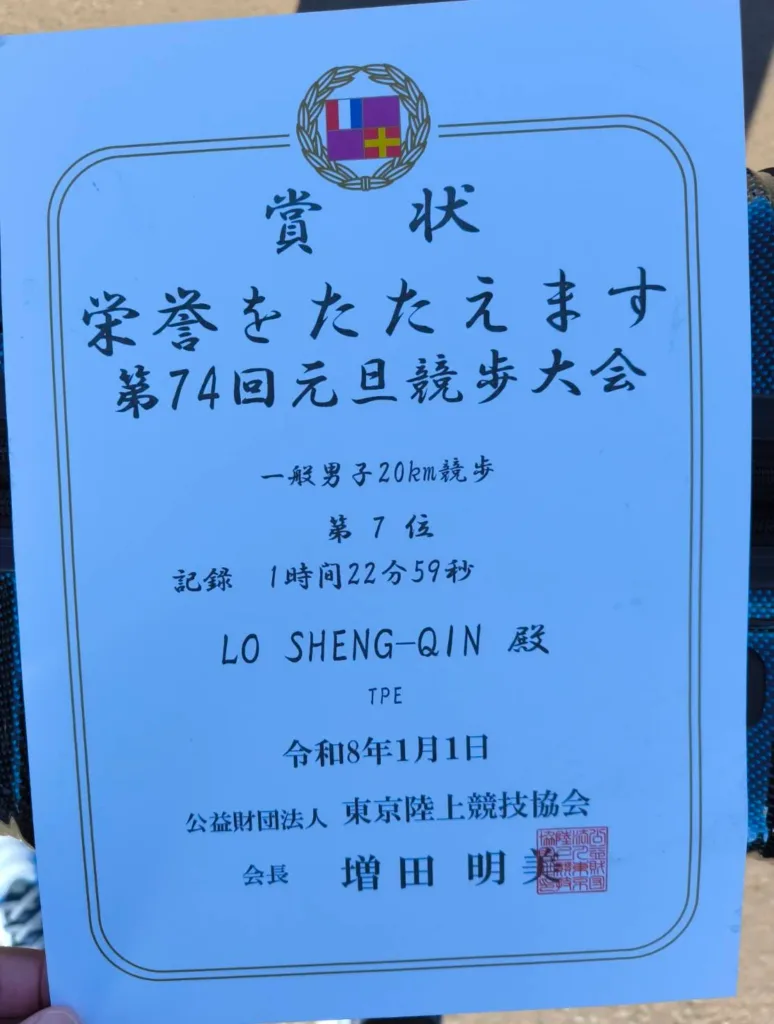 賞状
栄誉をたたえます
第74回元旦競歩大会
一般男子20km競歩
第 7 位
記録 1時間22分59秒
LO SHENG-QIN 殿
TPE
令和8年1月1日
公益財団法人 東京陸上競技協会
会長 増田 明美